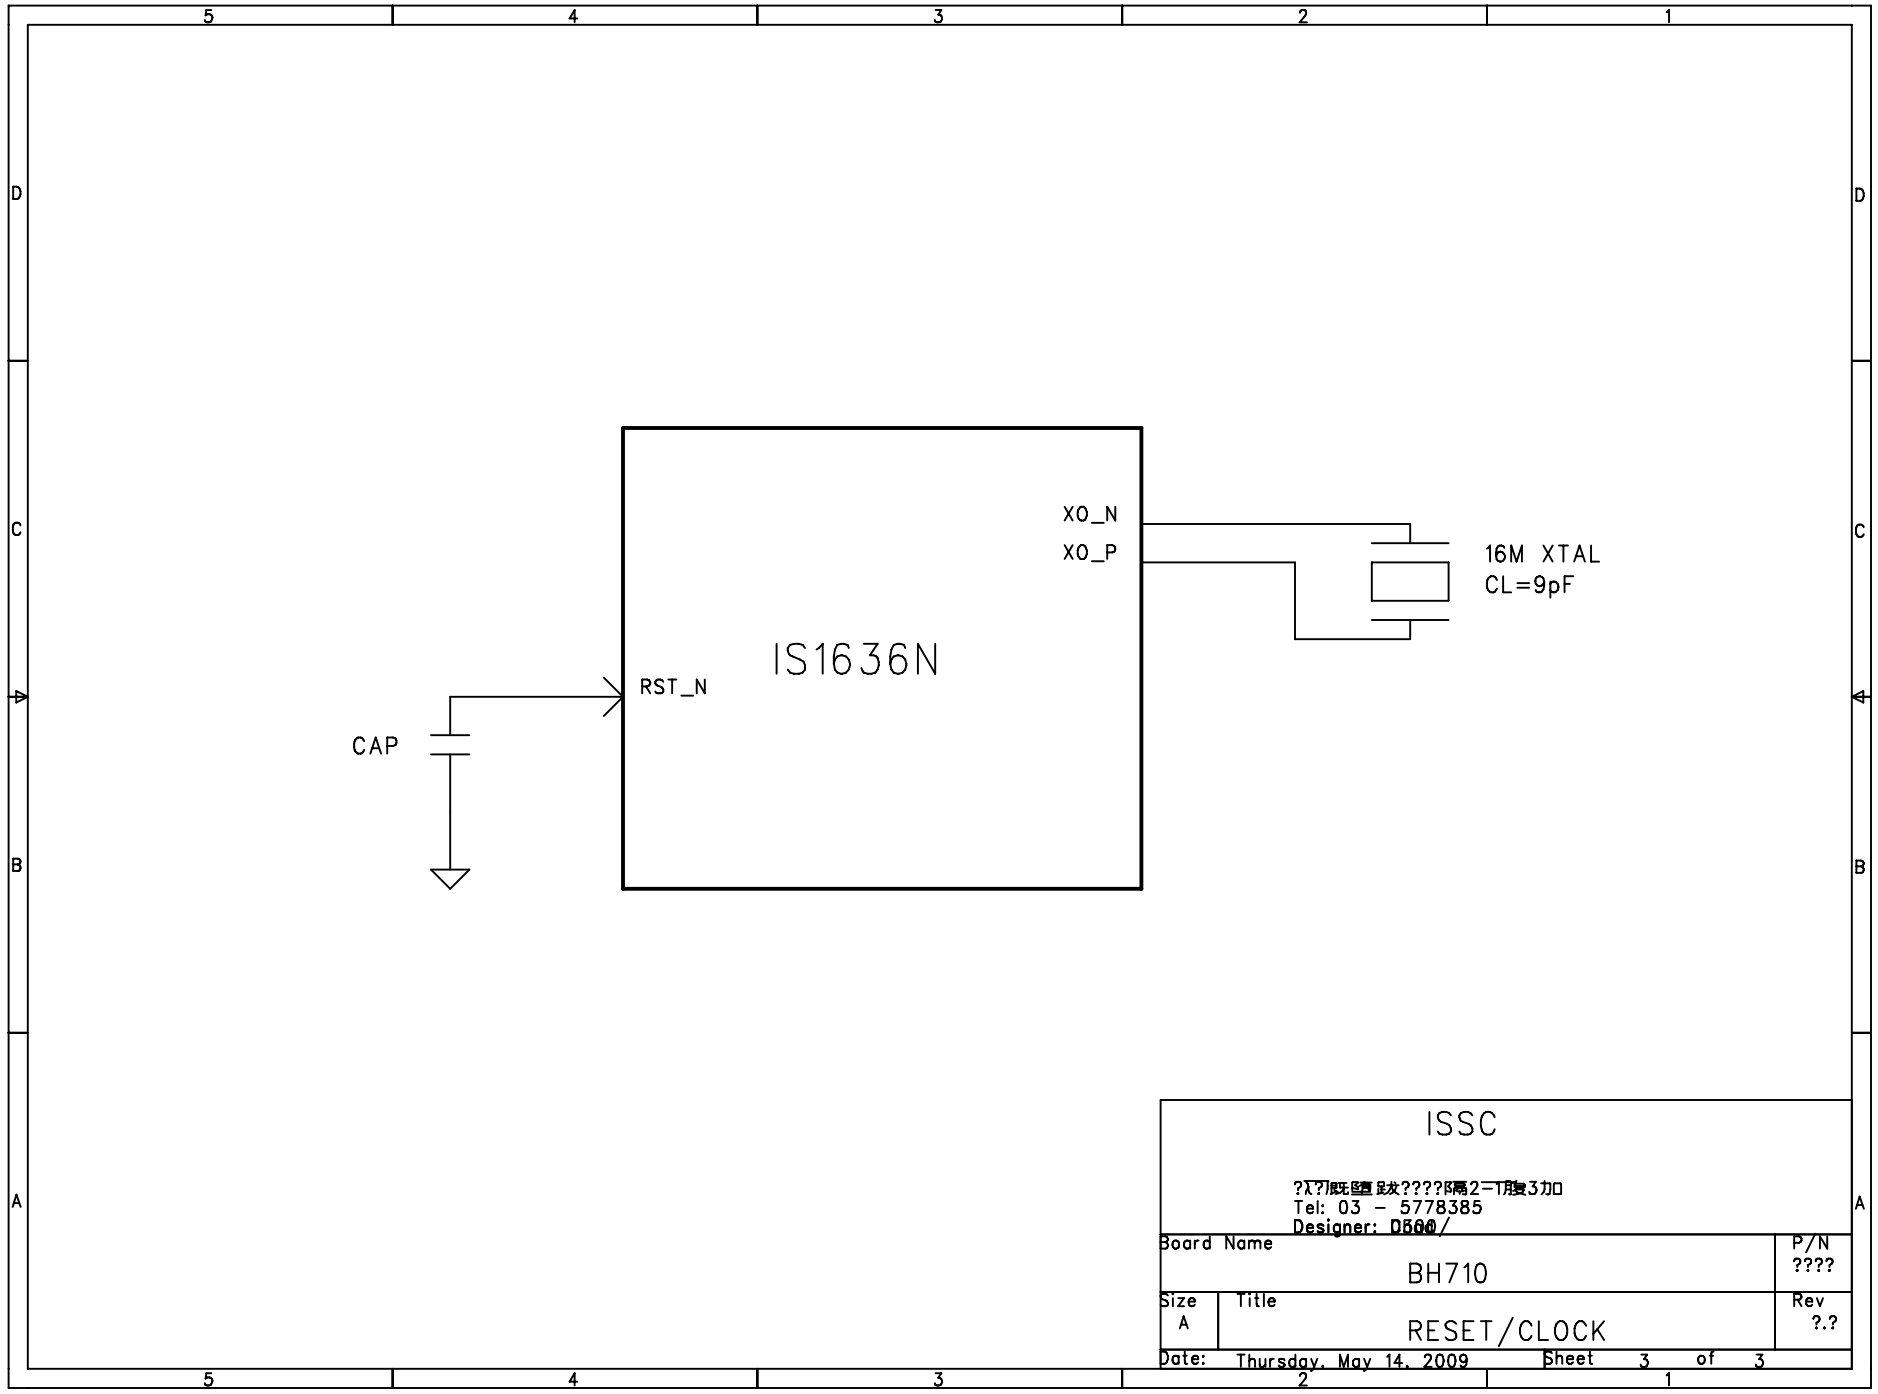 5 4 3 2 1
D D
C C
B B
A A
XO_N
XO_P
16M XTAL
CL=9pF
IS1636N
RST_N
CAP
ISSC
Tel: 03 - 5778385
Designer:
Board Name
BH710
P/N
????
Size
A
Title
RESET/CLOCK
Rev
?.?
Date: Thursday, May 14, 2009
Sheet 3 of 3
5 4 3 2 1